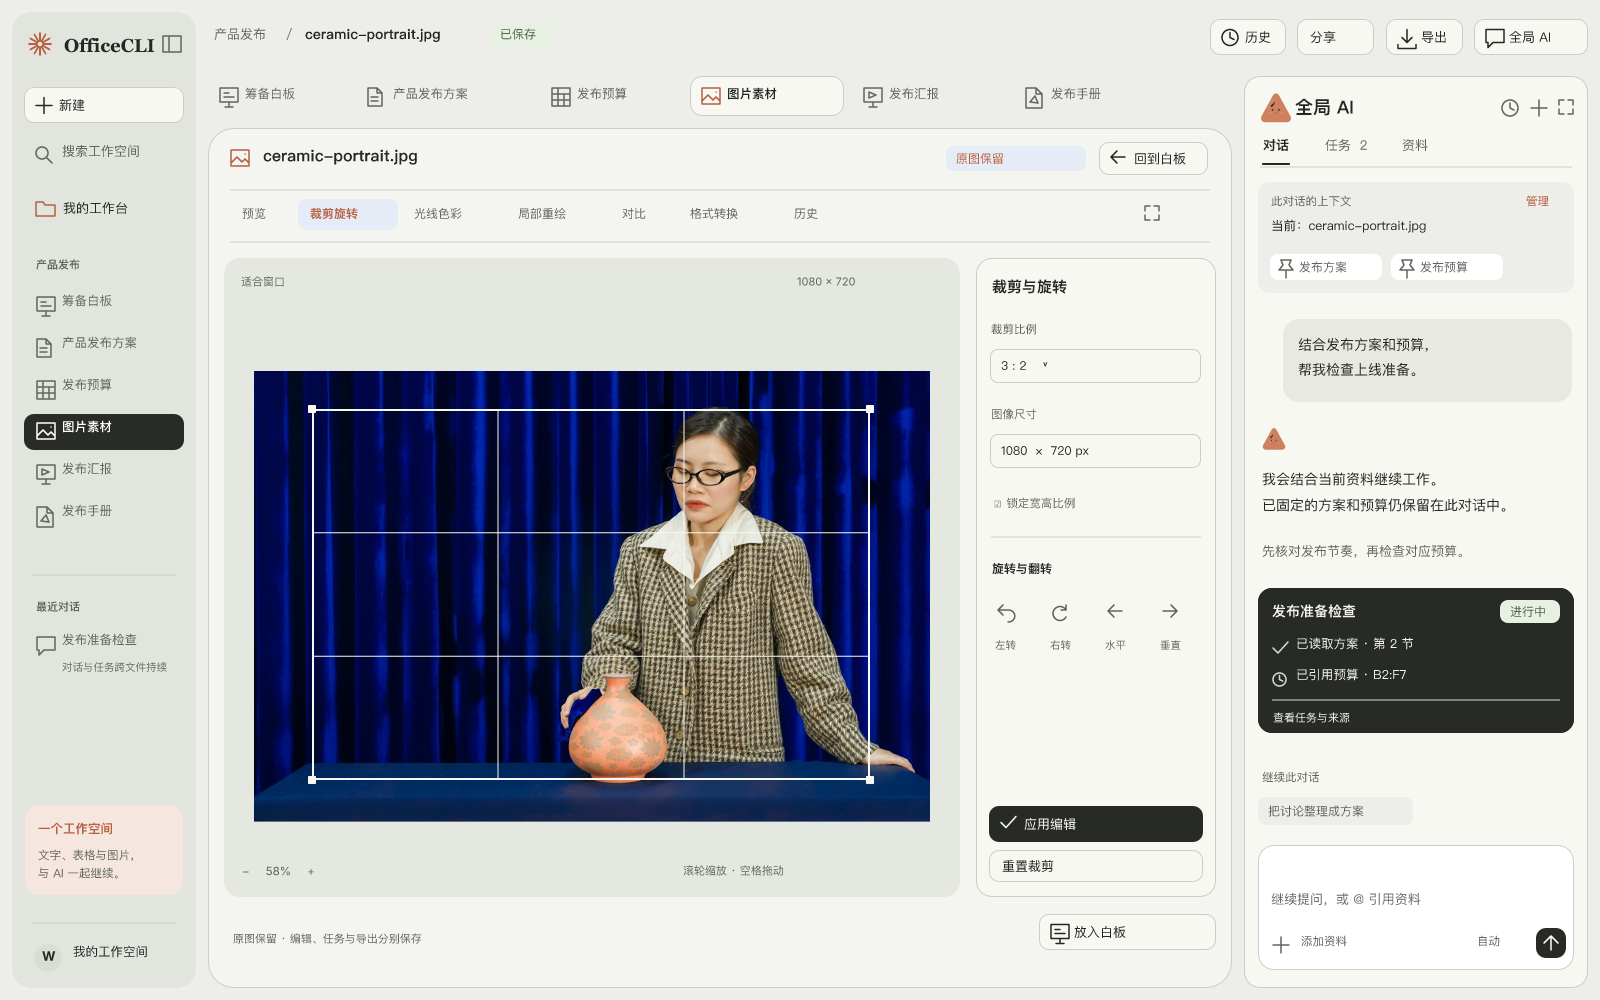 OfficeCLI
新建
搜索工作空间
我的工作台
产品发布
筹备白板
产品发布方案
发布预算
图片素材
发布汇报
发布手册
最近对话
发布准备检查
对话与任务跨文件持续
一个工作空间
文字、表格与图片，
与 AI 一起继续。
W 我的工作空间
产品发布 / ceramic-portrait.jpg 已保存
历史 分享 导出 全局 AI
筹备白板 产品发布方案 发布预算 图片素材 发布汇报 发布手册
ceramic-portrait.jpg 原图保留 回到白板
预览 裁剪旋转 光线色彩 局部重绘 对比 格式转换 历史
适合窗口 1080 × 720
− 58% + 滚轮缩放 · 空格拖动
裁剪与旋转
裁剪比例
3 : 2
图像尺寸
1080 × 720 px
锁定宽高比例
旋转与翻转
左转 右转 水平 垂直
应用编辑
重置裁剪
原图保留 · 编辑、任务与导出分别保存
放入白板
全局 AI
对话 任务 2 资料
此对话的上下文 管理
当前：ceramic-portrait.jpg
发布方案 发布预算
结合发布方案和预算，
帮我检查上线准备。
我会结合当前资料继续工作。
已固定的方案和预算仍保留在此对话中。
先核对发布节奏，再检查对应预算。
发布准备检查 进行中
已读取方案 · 第 2 节
已引用预算 · B2:F7
查看任务与来源
继续此对话
把讨论整理成方案
继续提问，或 @ 引用资料
添加资料 自动